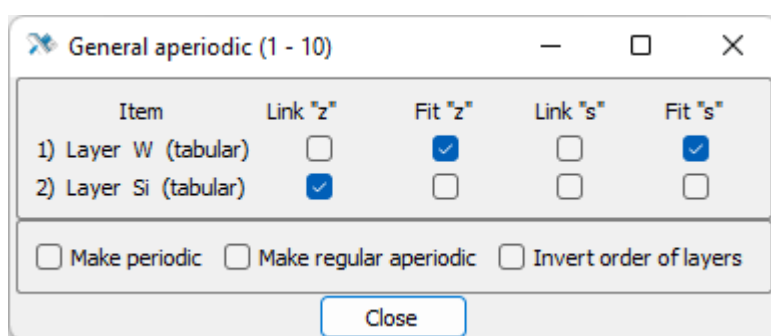 General aperiodic (1 - 10)
Item Link "z" Fit "z" Link "s" Fit "s"
1) Layer W (tabular)
2) Layer Si (tabular)
Make periodic Make regular aperiodic Invert order of layers
Close